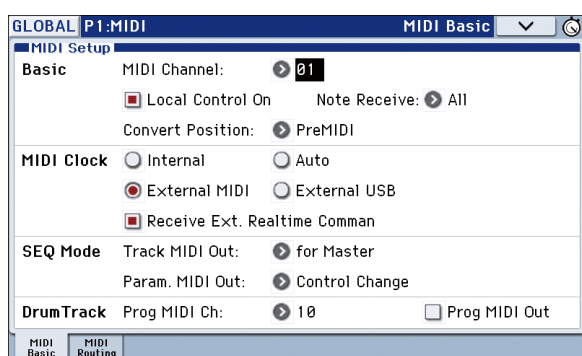 GLOBAL P1:MIDI MIDI Basic
MIDI Setup
Basic MIDI Channel: 01
Local Control On Note Receive: All
Convert Position: PreMIDI
MIDI Clock Internal Auto
External MIDI External USB
Receive Ext. Realtime Comman
SEQ Mode Track MIDI Out: for Master
Param. MIDI Out: Control Change
DrumTrack Prog MIDI Ch: 10 Prog MIDI Out
MIDI Basic MIDI Routing